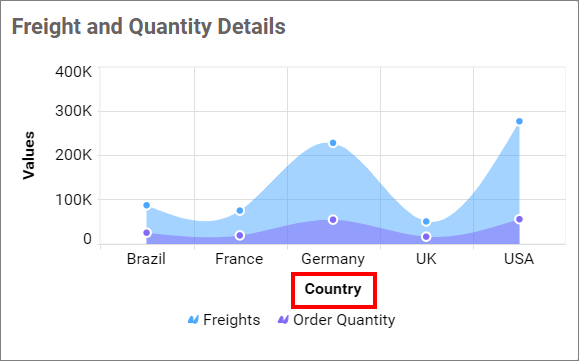 Freight and Quantity Details
400K
300K
200K
100K
0
Values
Brazil France Germany UK USA
Country
Freights Order Quantity